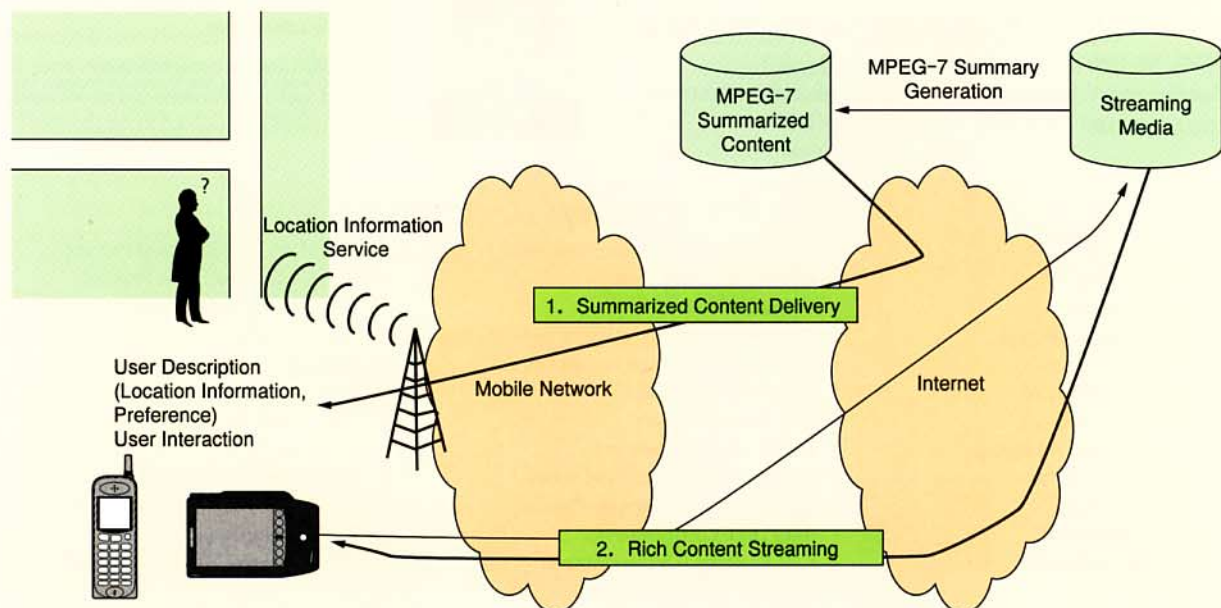 MPEG-7 Summary
Generation
MPEG-7
Summarized
Content
Streaming
Media
?
Location Information
Service
1. Summarized Content Delivery
User Description
(Location Information,
Preference)
User Interaction
Mobile Network
Internet
2. Rich Content Streaming